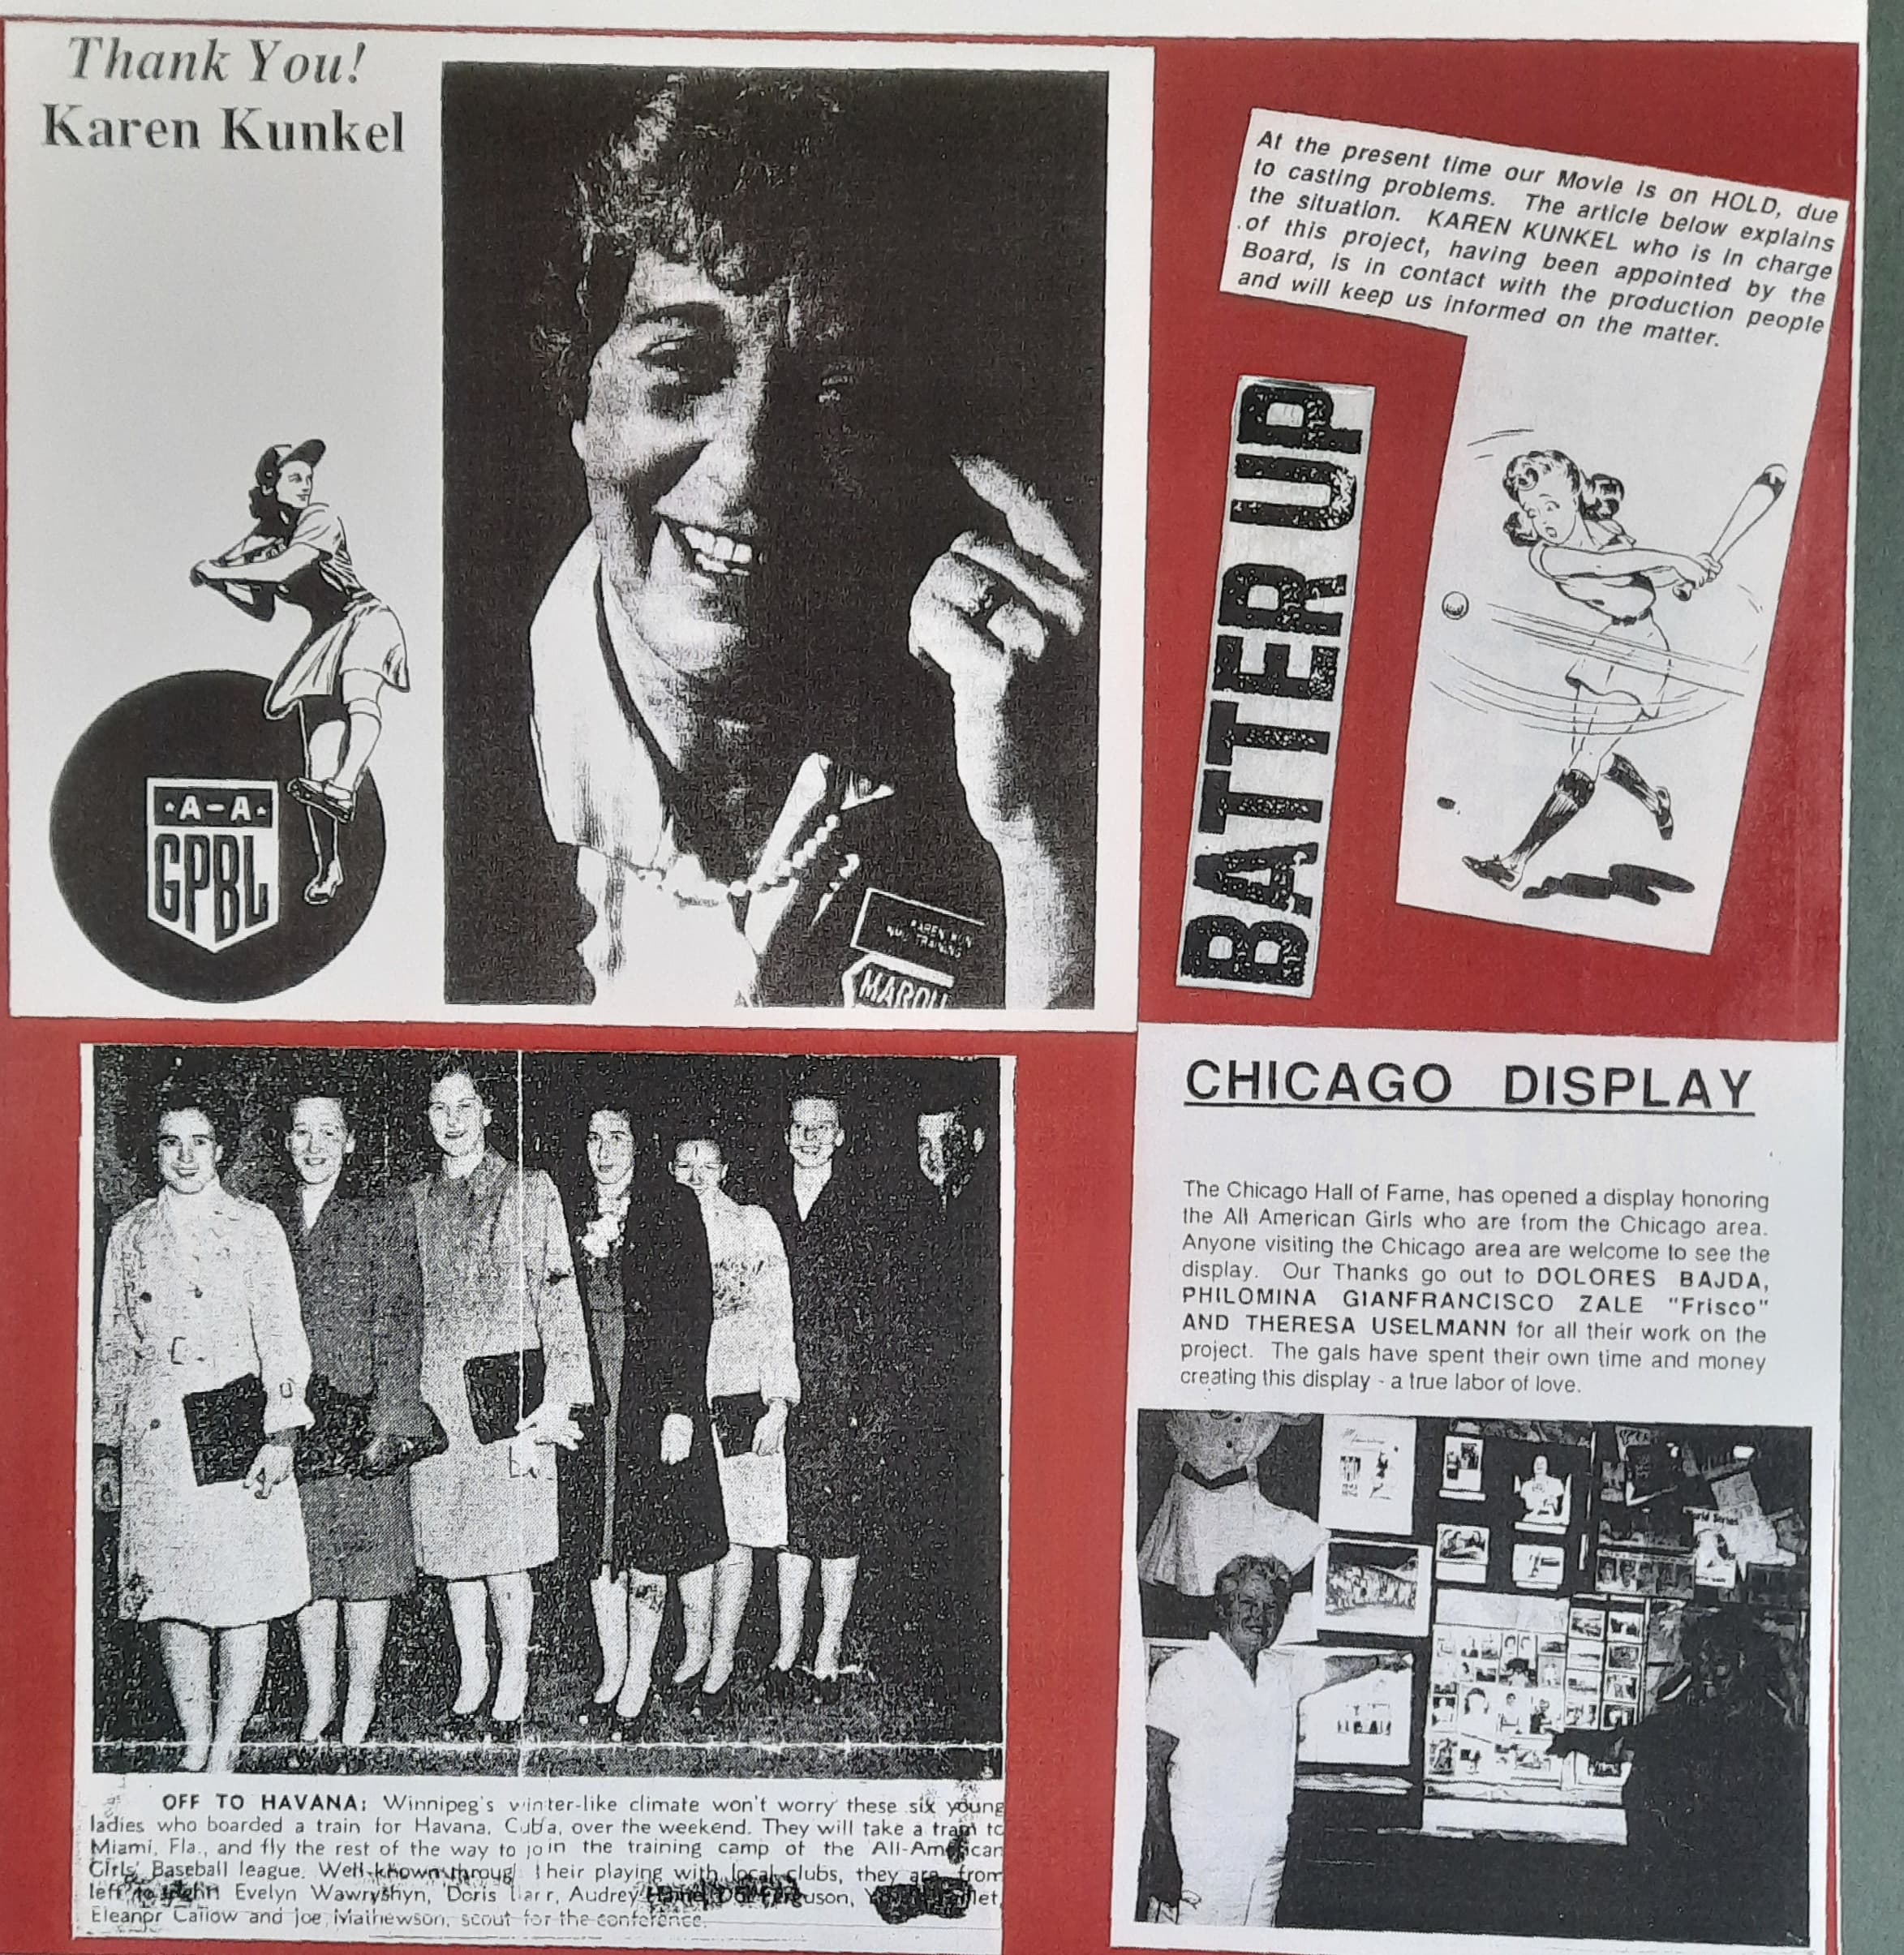 Thank You!
Karen Kunkel
·A-A·
GPBL
MARQU
At the present time our Movie is on HOLD, due
to casting problems. The article below explains
the situation. KAREN KUNKEL who is in charge
of this project, having been appointed by the
Board, is in contact with the production people
and will keep us informed on the matter.
BATTER UP
OFF TO HAVANA: Winnipeg's winter-like climate won't worry these six young
ladies who boarded a train for Havana, Cuba, over the weekend. They will take a train to
Miami, Fla., and fly the rest of the way to join in the training camp of the All-American
Girls' Baseball league. Well-known through their playing with local clubs, they are from
left to right: Evelyn Wawryshyn, Doris Barr, Audrey Ferguson,
Eleanor Callow and Joe Mathewson, scout for the conference.
CHICAGO DISPLAY
The Chicago Hall of Fame, has opened a display honoring
the All American Girls who are from the Chicago area.
Anyone visiting the Chicago area are welcome to see the
display. Our Thanks go out to DOLORES BAJDA,
PHILOMINA GIANFRANCISCO ZALE "Frisco"
AND THERESA USELMANN for all their work on the
project. The gals have spent their own time and money
creating this display - a true labor of love.